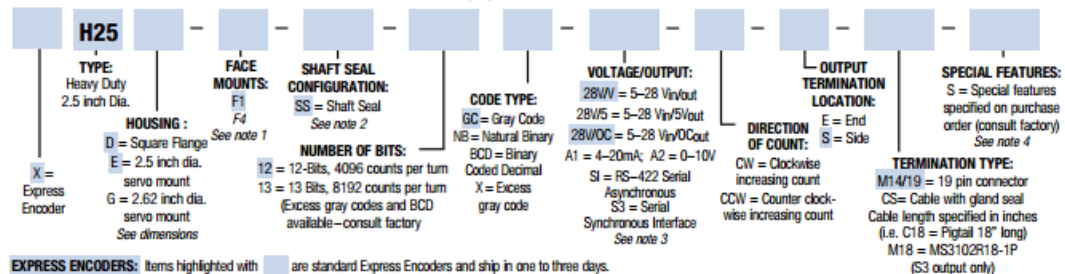 H25
TYPE:
Heavy Duty
2.5 inch Dia.
X =
Express
Encoder
HOUSING :
D = Square Flange
E = 2.5 inch dia.
servo mount
G = 2.62 inch dia.
servo mount
See dimensions
FACE
MOUNTS:
F1
F4
See note 1
SHAFT SEAL
CONFIGURATION:
SS = Shaft Seal
See note 2
NUMBER OF BITS:
12 = 12-Bits, 4096 counts per turn
13 = 13 Bits, 8192 counts per turn
(Excess gray codes and BCD
available–consult factory
CODE TYPE:
GC= Gray Code
NB = Natural Binary
BCD = Binary
Coded Decimal
X = Excess
gray code
VOLTAGE/OUTPUT:
28V/V = 5–28 Vin/out
28V/5 = 5–28 Vin/5Vout
28V/OC = 5–28 Vin/OCout
A1 = 4–20mA; A2 = 0–10V
SI = RS–422 Serial
Asynchronous
S3 = Serial
Synchronous Interface
See note 3
DIRECTION
OF COUNT:
CW = Clockwise
increasing count
CCW = Counter clock-
wise increasing count
OUTPUT
TERMINATION
LOCATION:
E = End
S = Side
TERMINATION TYPE:
M14/19 = 19 pin connector
CS= Cable with gland seal
Cable length specified in inches
(i.e. C18 = Pigtail 18" long)
M18 = MS3102R18-1P
(S3 output only)
SPECIAL FEATURES:
S = Special features
specified on purchase
order (consult factory)
See note 4
EXPRESS ENCODERS: Items highlighted with are standard Express Encoders and ship in one to three days.